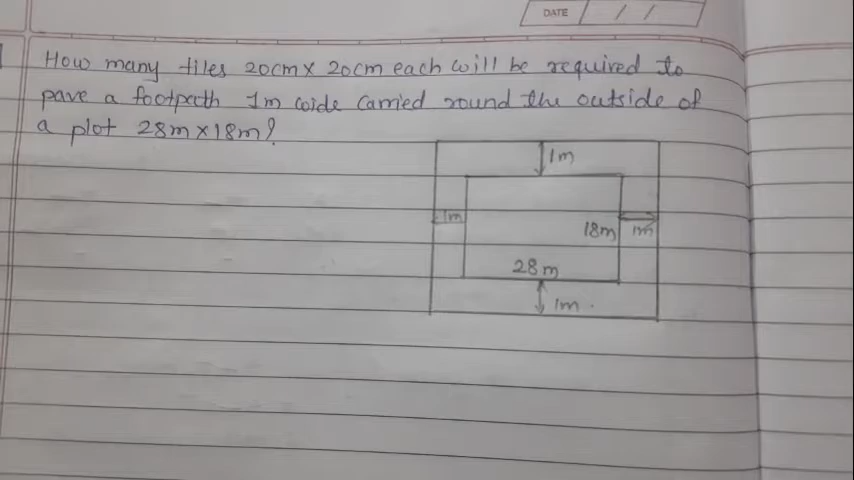 DATE / /
How many tiles 20cm x 20cm each will be required to
pave a footpath 1m wide carried round the outside of
a plot 28m x 18m?
1m
1m
18m 1m
28m
1m.